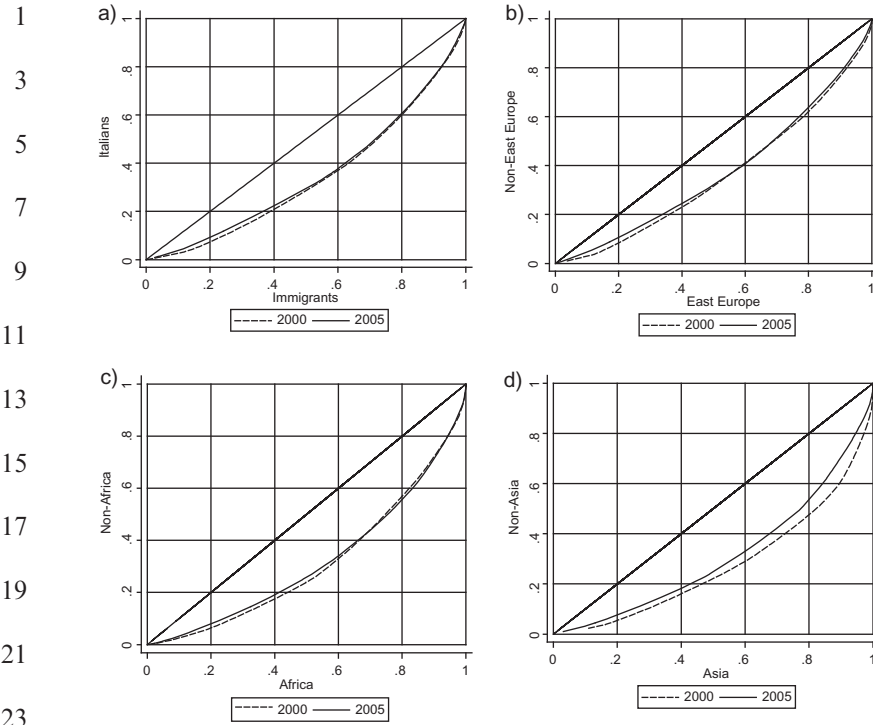 1
3
5
7
9
11
13
15
17
19
21
23
a)
1
.8
.6
.4
.2
0
Italians
0 .2 .4 .6 .8 1
Immigrants
2000 2005
b)
1
.8
.6
.4
.2
0
Non-East Europe
0 .2 .4 .6 .8 1
East Europe
2000 2005
c)
1
.8
.6
.4
.2
0
Non-Africa
0 .2 .4 .6 .8 1
Africa
2000 2005
d)
1
.8
.6
.4
.2
0
Non-Asia
0 .2 .4 .6 .8 1
Asia
2000 2005